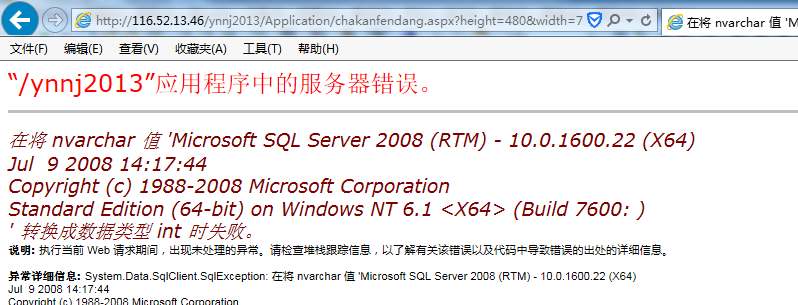 http://116.52.13.46/ynnj2013/Application/chakanfendang.aspx?height=480&width=7
在将 nvarchar 值 'M
文件(F) 编辑(E) 查看(V) 收藏夹(A) 工具(T) 帮助(H)
“/ynnj2013”应用程序中的服务器错误。
在将 nvarchar 值 'Microsoft SQL Server 2008 (RTM) - 10.0.1600.22 (X64)
Jul 9 2008 14:17:44
Copyright (c) 1988-2008 Microsoft Corporation
Standard Edition (64-bit) on Windows NT 6.1 <X64> (Build 7600: )
' 转换成数据类型 int 时失败。
说明: 执行当前 Web 请求期间，出现未处理的异常。请检查堆栈跟踪信息，以了解有关该错误以及代码中导致错误的出处的详细信息。
异常详细信息: System.Data.SqlClient.SqlException: 在将 nvarchar 值 'Microsoft SQL Server 2008 (RTM) - 10.0.1600.22 (X64)
Jul 9 2008 14:17:44
Copyright (c) 1988-2008 Microsoft Corporation